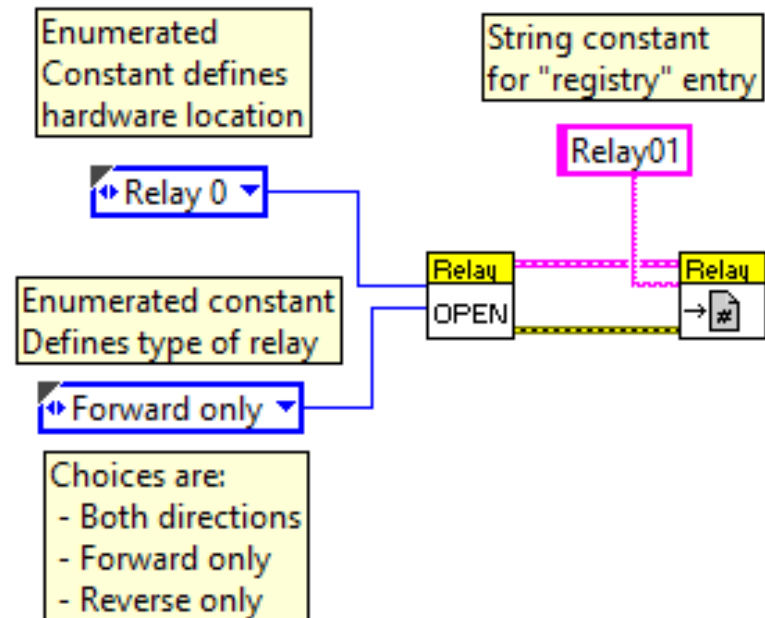 Enumerated
Constant defines
hardware location
String constant
for "registry" entry
Relay 0
Relay01
Relay
OPEN
Relay
#
Enumerated constant
Defines type of relay
Forward only
Choices are:
- Both directions
- Forward only
- Reverse only